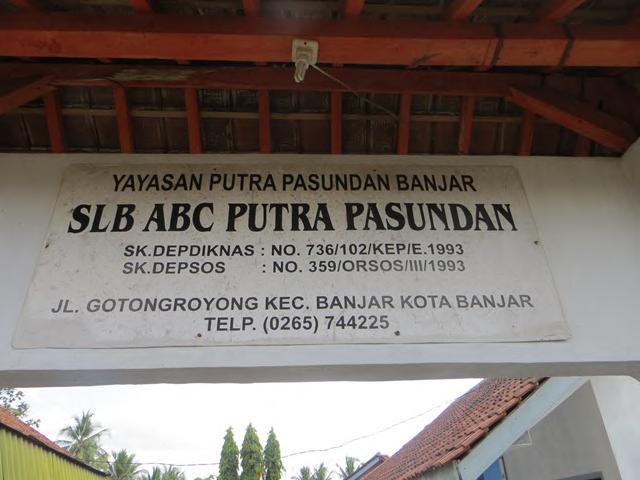 YAYASAN PUTRA PASUNDAN BANJAR
SLB ABC PUTRA PASUNDAN
SK.DEPDIKNAS : NO. 736/102/KEP/E.1993
SK.DEPSOS : NO. 359/ORSOS/III/1993
JL. GOTONGROYONG KEC. BANJAR KOTA BANJAR
TELP. (0265) 744225